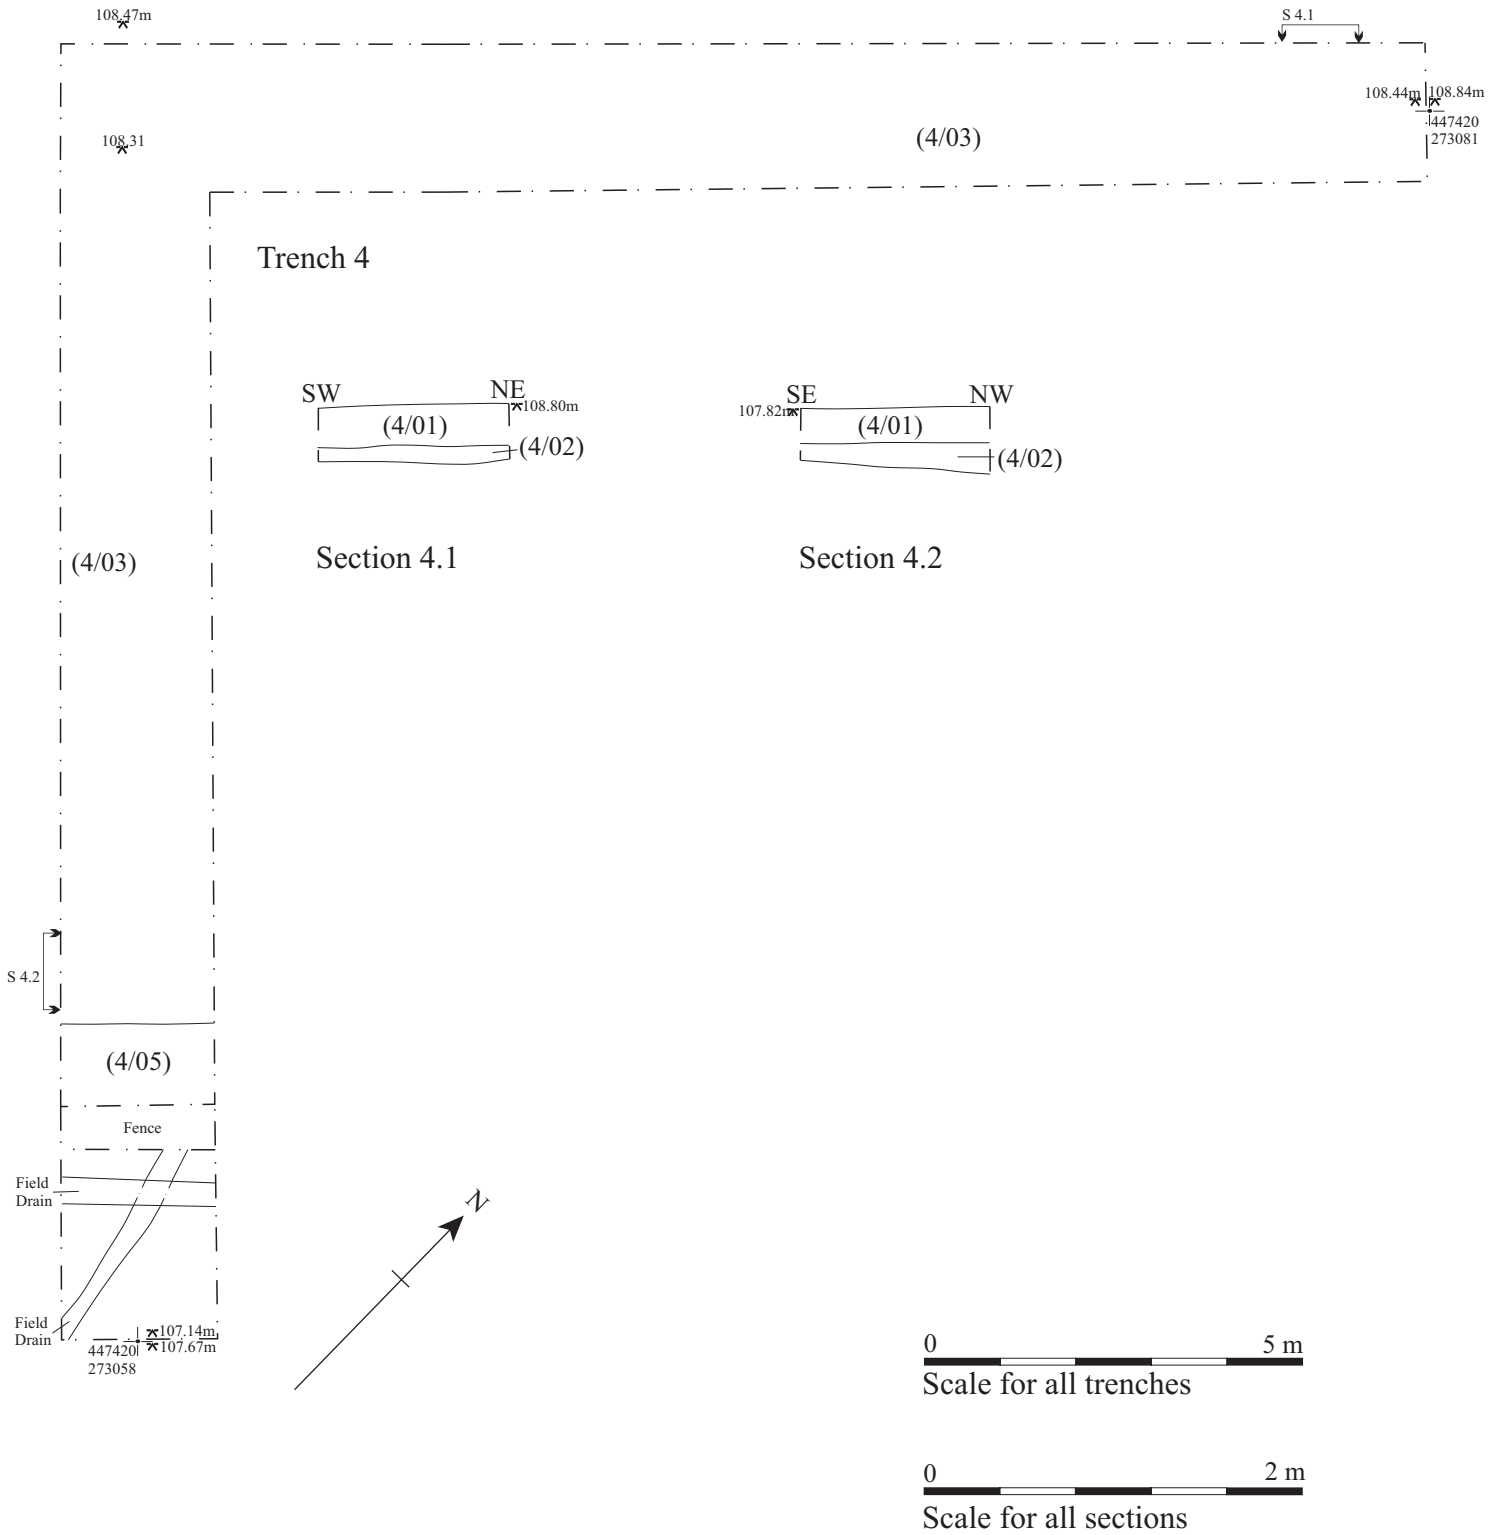 108.47m
S 4.1
108.44m 108.84m
447420
273081
108.31
(4/03)
Trench 4
SW NE
108.80m
(4/01)
(4/02)
SE NW
107.82m
(4/01)
(4/02)
(4/03)
Section 4.1
Section 4.2
S 4.2
(4/05)
Fence
Field
Drain
N
Field
Drain
107.14m
107.67m
447420
273058
0 5 m
Scale for all trenches
0 2 m
Scale for all sections